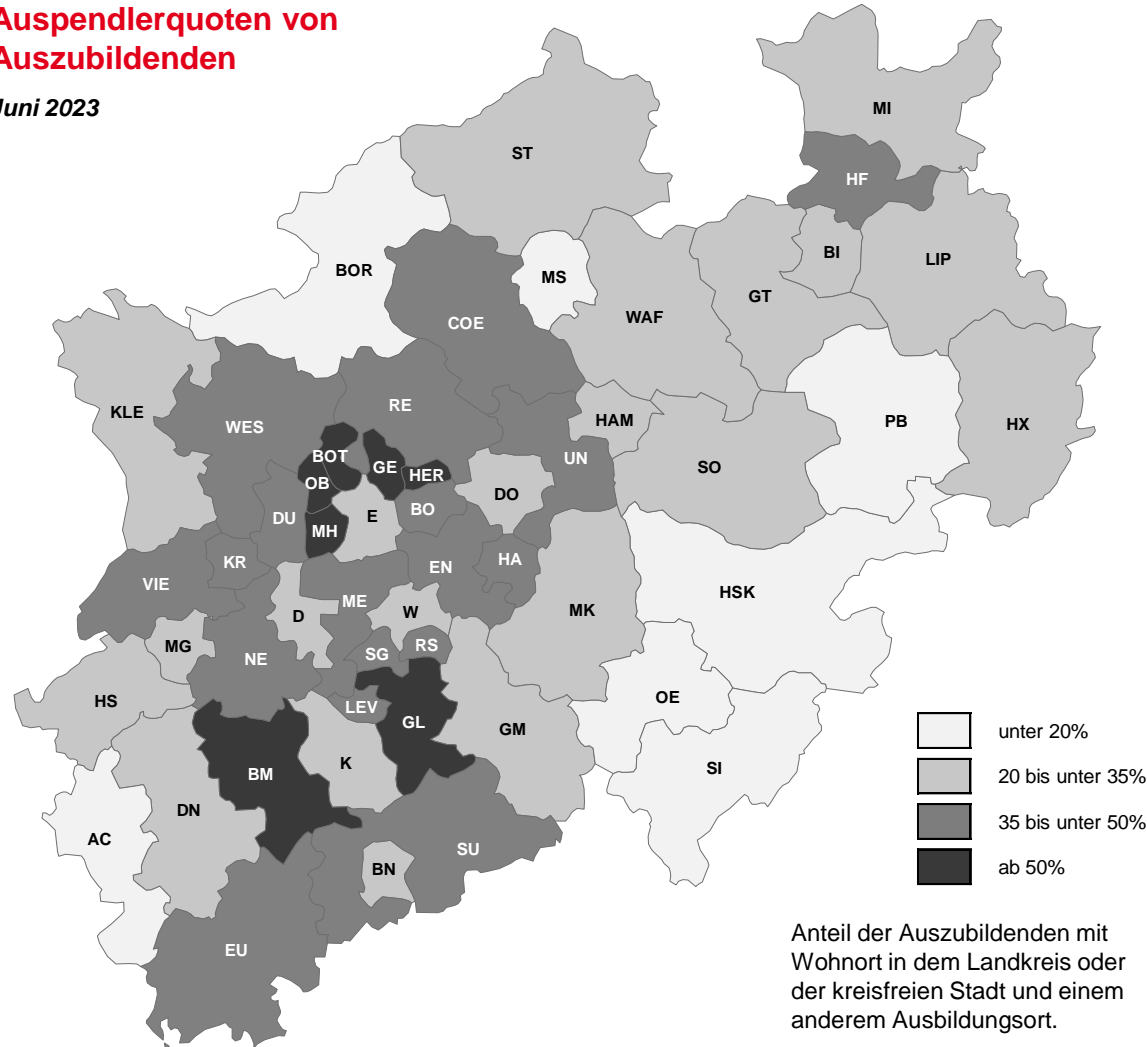 Auspendlerquoten von
Auszubildenden
Juni 2023
MI
ST
HF
BI
LIP
BOR
MS
GT
WAF
COE
KLE
RE
WES
HAM
PB
HX
BOT
GE
HER
UN
SO
OB
DO
DU
E
BO
MH
KR
EN
HA
VIE
HSK
ME
MK
D
W
MG
SG
RS
NE
HS
LEV
OE
GL
GM
K
BM
SI
DN
AC
SU
BN
EU
unter 20%
20 bis unter 35%
35 bis unter 50%
ab 50%
Anteil der Auszubildenden mit
Wohnort in dem Landkreis oder
der kreisfreien Stadt und einem
anderem Ausbildungsort.